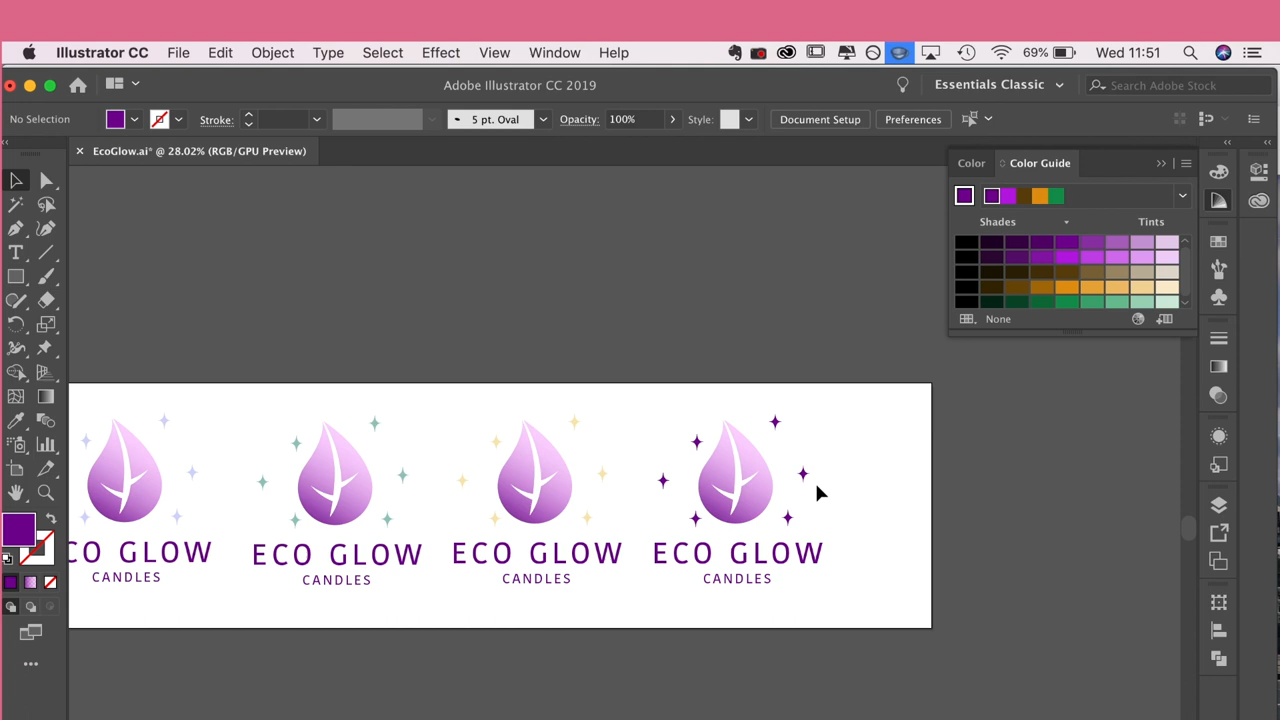 Illustrator CC File Edit Object Type Select Effect View Window Help 69% Wed 11:51
Adobe Illustrator CC 2019 Essentials Classic Search Adobe Stock
No Selection Stroke: 5 pt. Oval Opacity: 100% Style: Document Setup Preferences
EcoGlow.ai* @ 28.02% (RGB/GPU Preview)
Color Color Guide
Shades Tints
None
CO GLOW ECO GLOW ECO GLOW ECO GLOW
CANDLES CANDLES CANDLES CANDLES